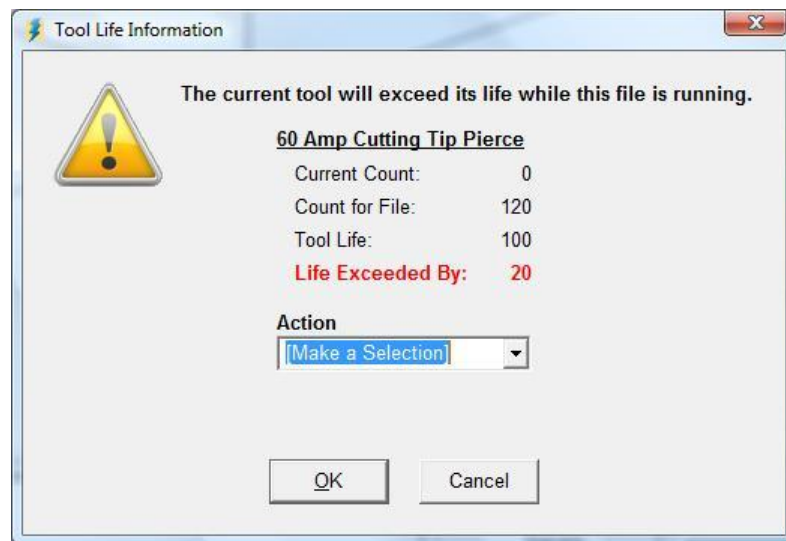 Tool Life Information
The current tool will exceed its life while this file is running.
60 Amp Cutting Tip Pierce
Current Count: 0
Count for File: 120
Tool Life: 100
Life Exceeded By: 20
Action
[Make a Selection]
OK Cancel